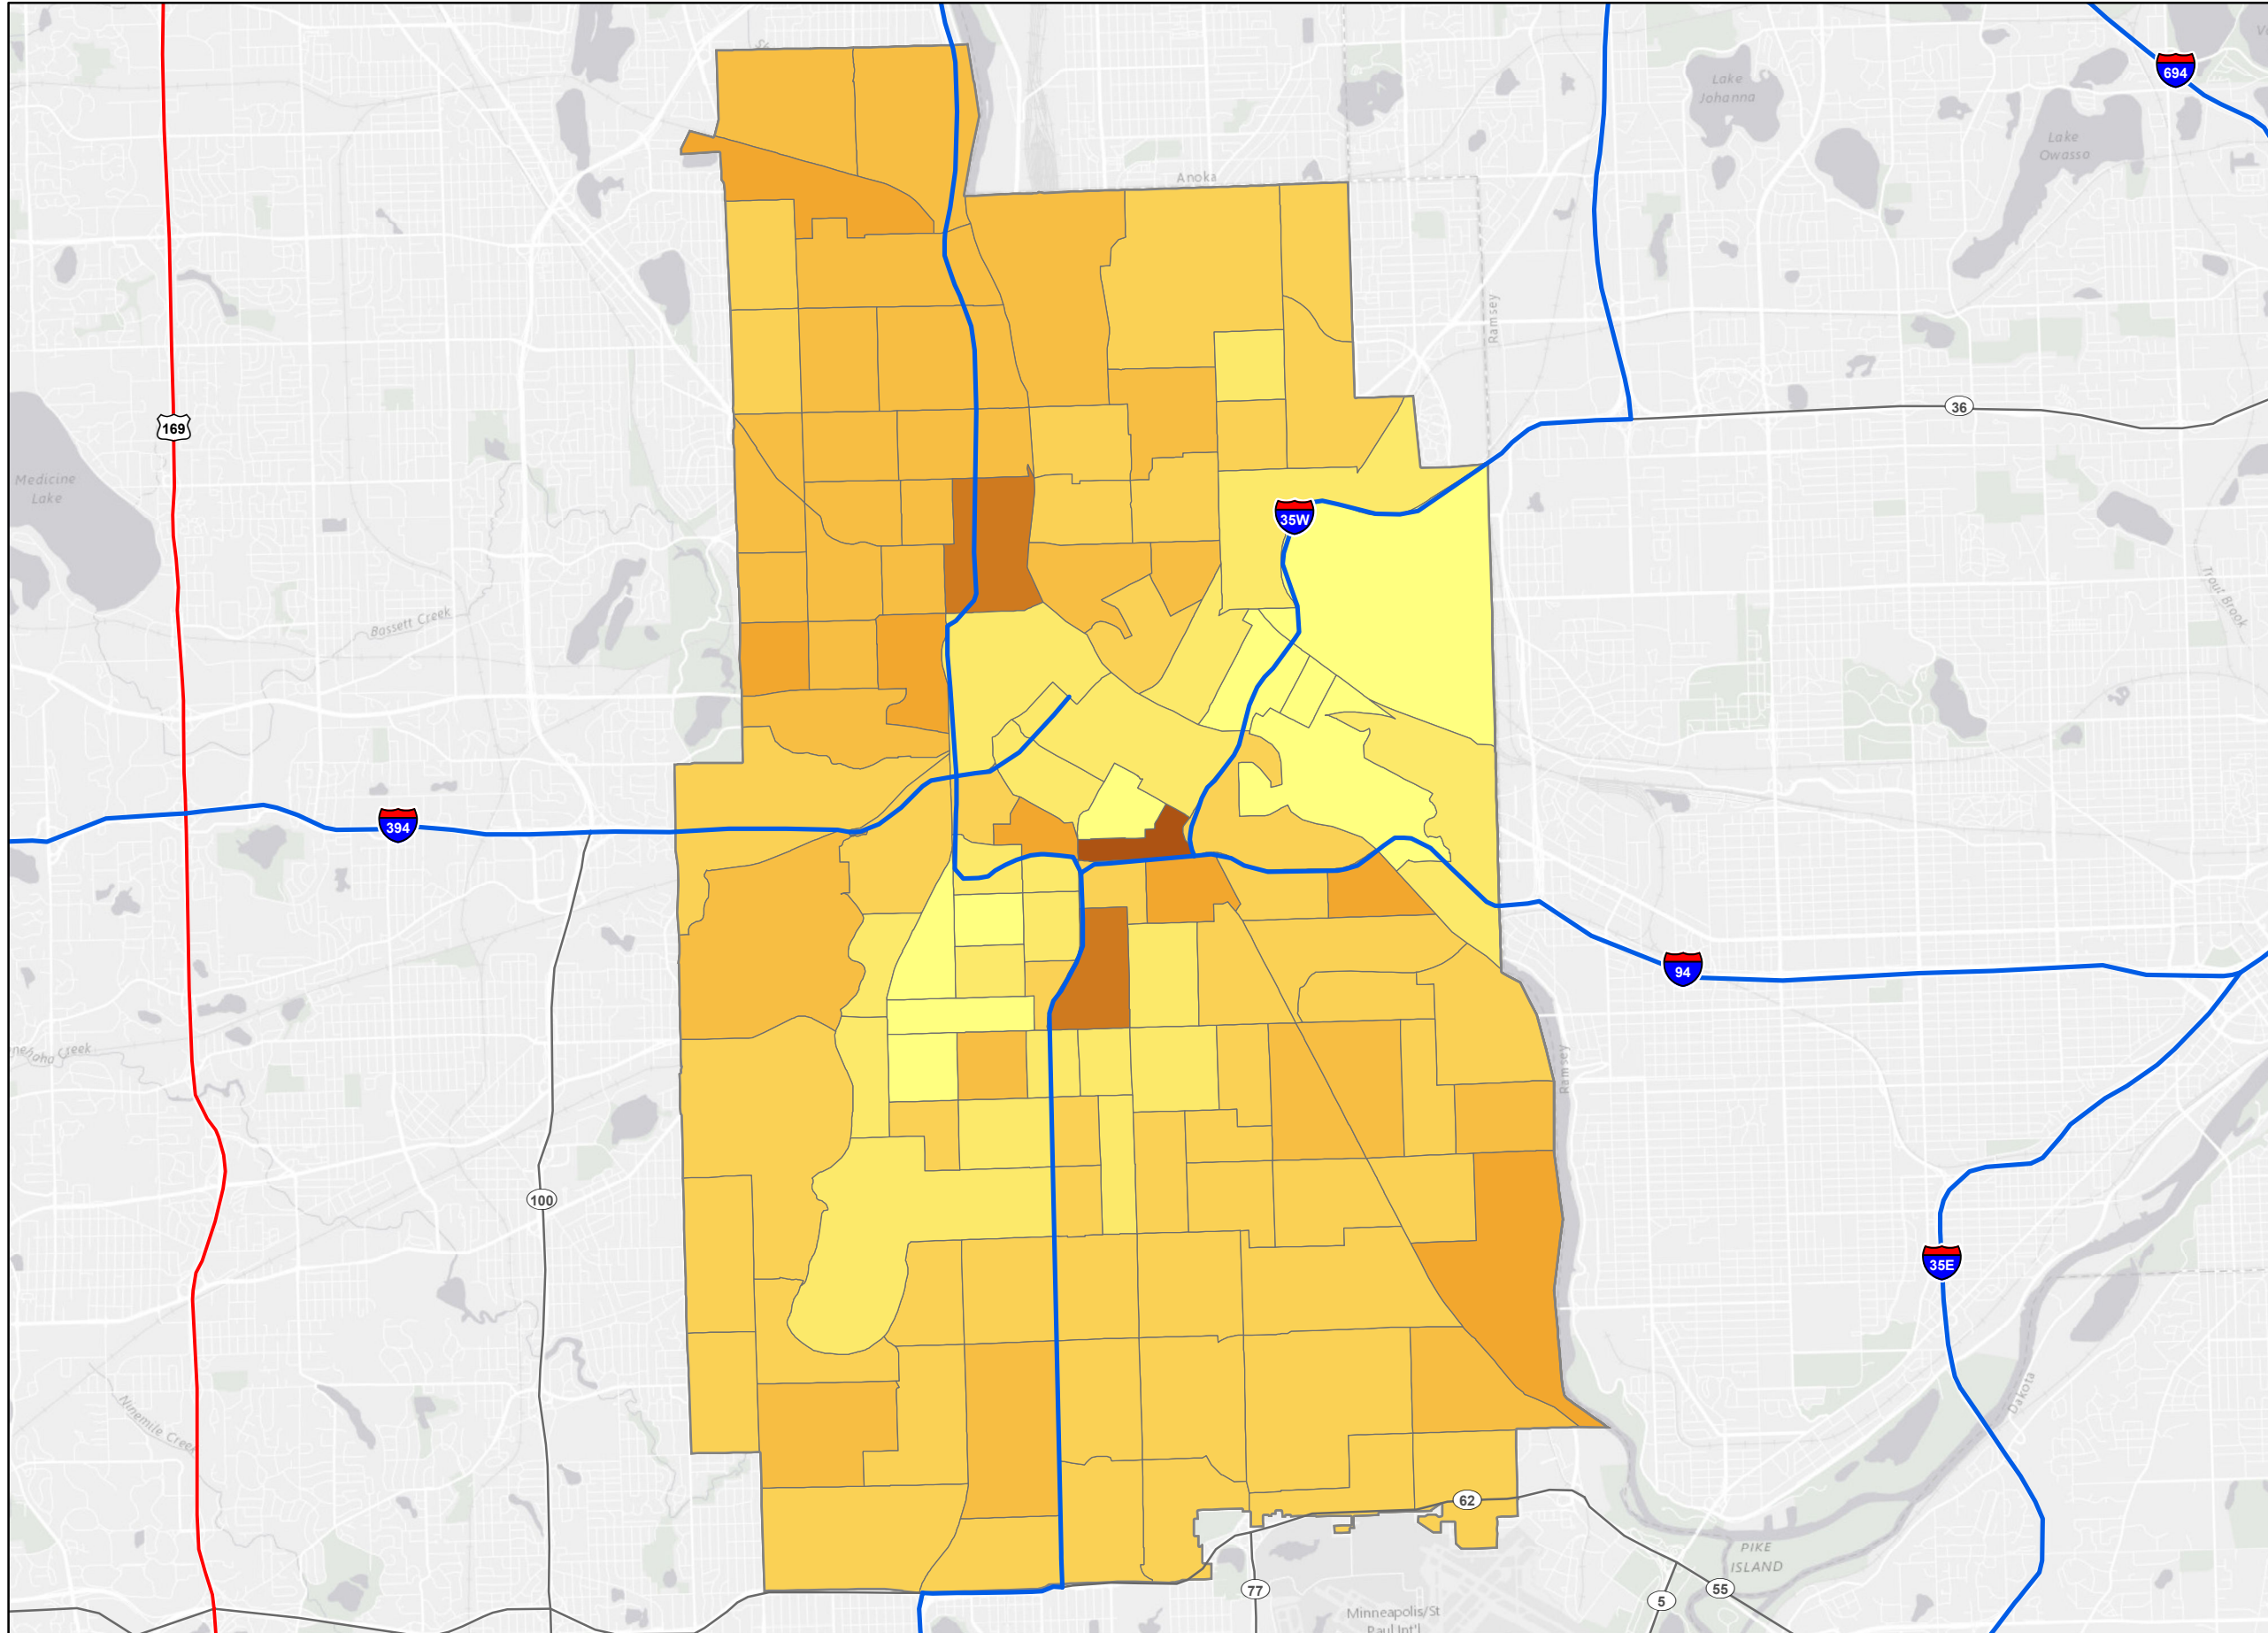 694
Lake
Johanna
Lake
Owasso
Anoka
Ramsey
169
36
Medicine
Lake
35W
Trout Brook
Bassett Creek
394
94
Ramsey
100
35E
Dakota
Ninemile Creek
62
PIKE
ISLAND
77
55
5
Minneapolis/St
Paul Int'l